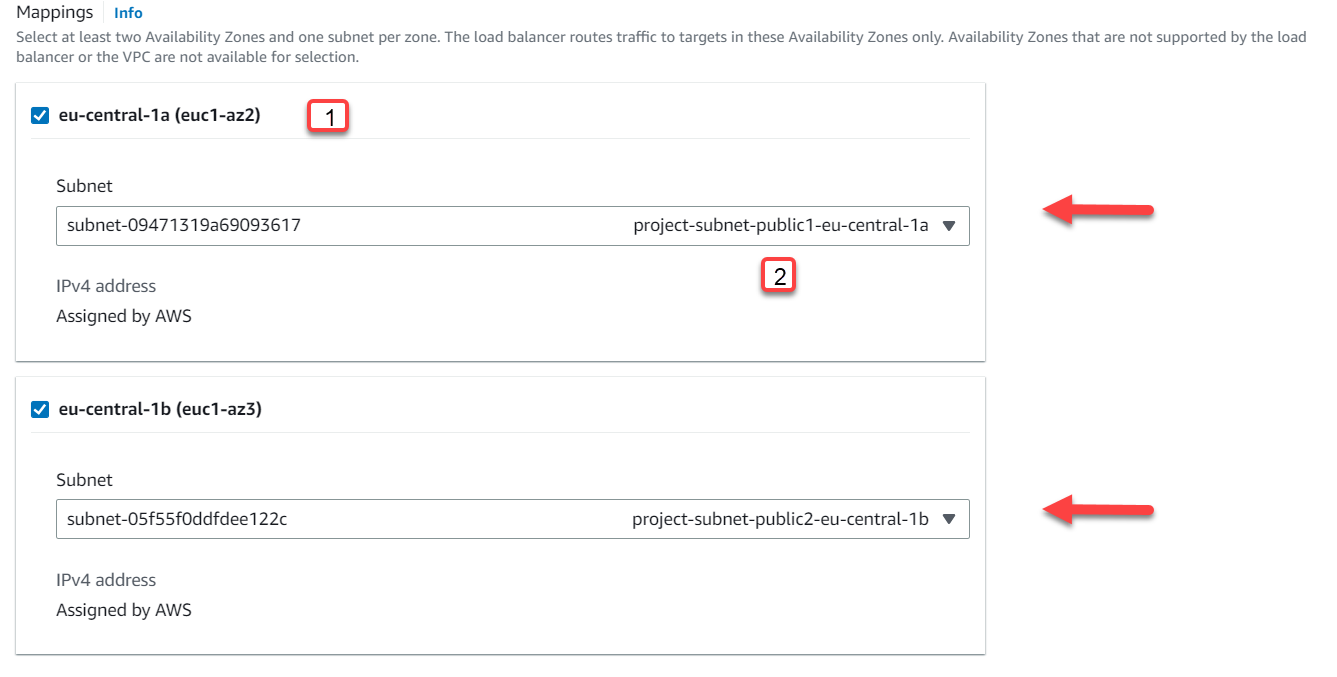 Mappings Info
Select at least two Availability Zones and one subnet per zone. The load balancer routes traffic to targets in these Availability Zones only. Availability Zones that are not supported by the load
balancer or the VPC are not available for selection.
eu-central-1a (euc1-az2) 1
Subnet
subnet-09471319a69093617 project-subnet-public1-eu-central-1a
2
IPv4 address
Assigned by AWS
eu-central-1b (euc1-az3)
Subnet
subnet-05f55f0ddfdee122c project-subnet-public2-eu-central-1b
IPv4 address
Assigned by AWS